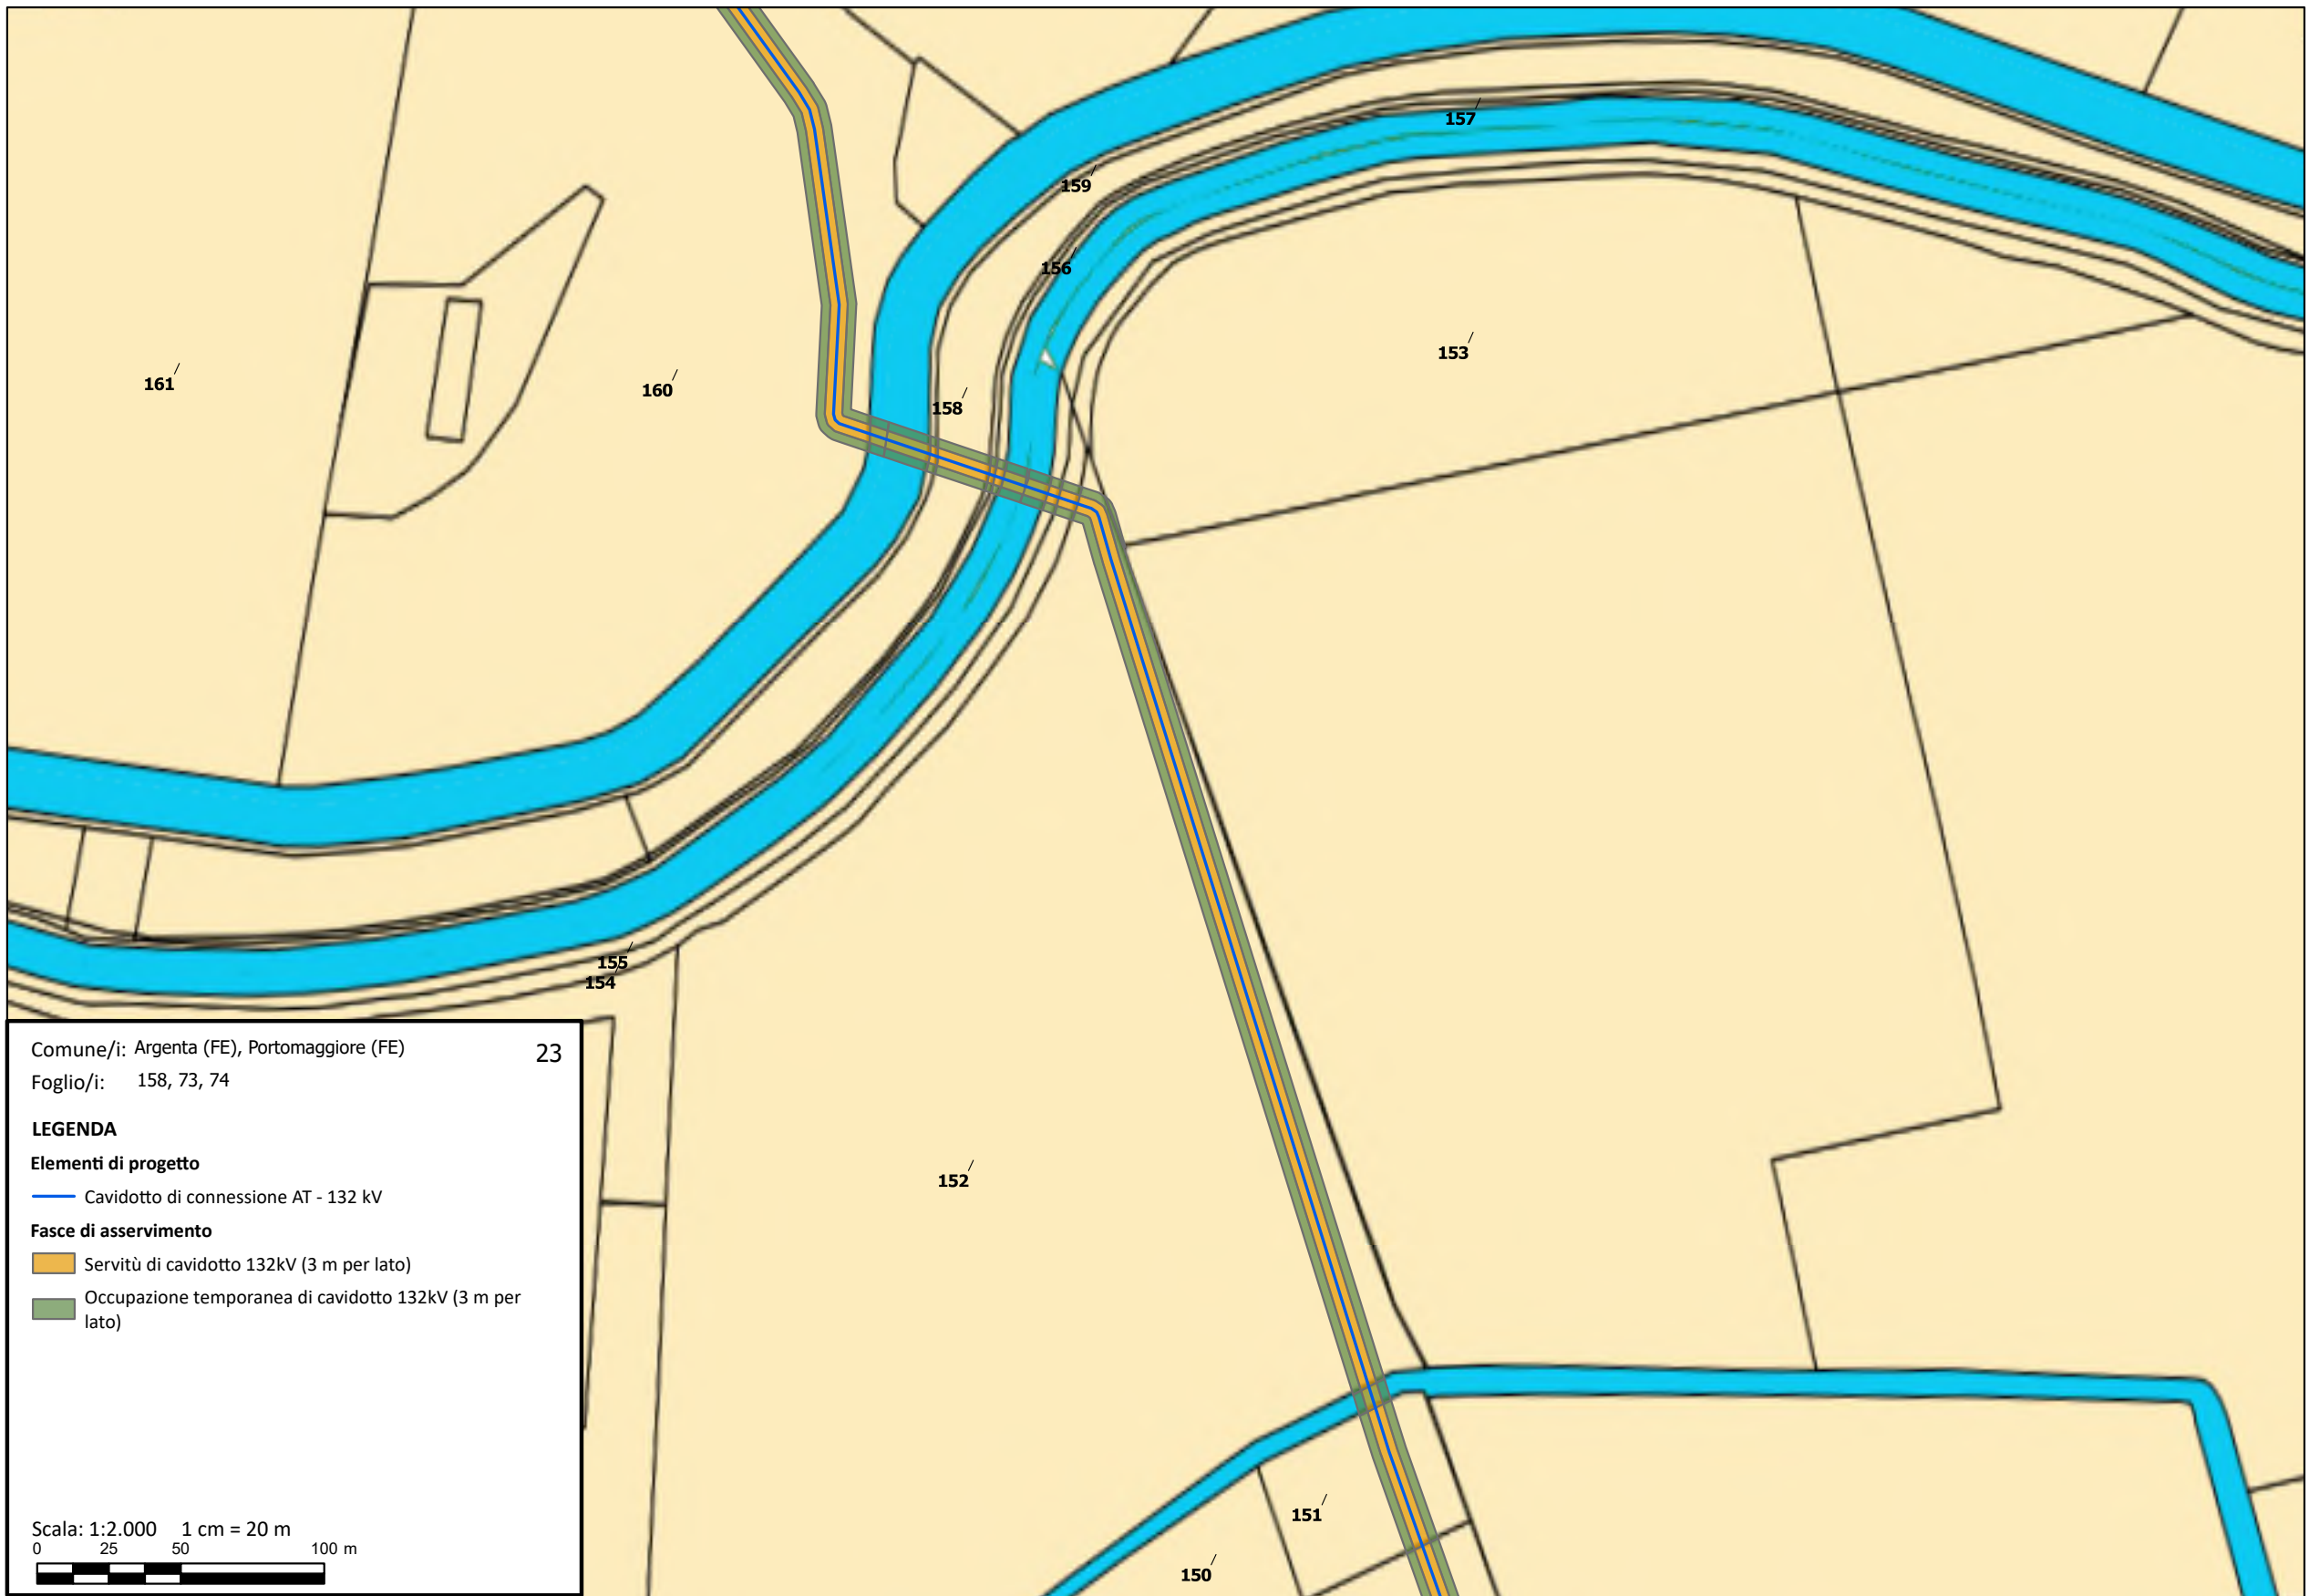 157
159
156
153
161
160
158
155
154
152
151
150
Comune/i: Argenta (FE), Portomaggiore (FE)
23
Foglio/i: 158, 73, 74
LEGENDA
Elementi di progetto
Cavidotto di connessione AT - 132 kV
Fasce di asservimento
Servitù di cavidotto 132kV (3 m per lato)
Occupazione temporanea di cavidotto 132kV (3 m per
lato)
Scala: 1:2.000 1 cm = 20 m
0 25 50 100 m